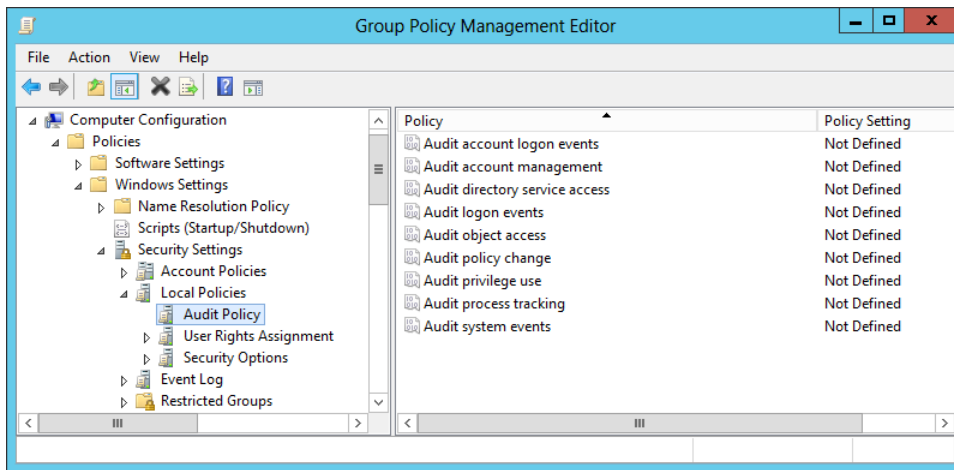 Group Policy Management Editor
File Action View Help
Computer Configuration
Policies
Software Settings
Windows Settings
Name Resolution Policy
Scripts (Startup/Shutdown)
Security Settings
Account Policies
Local Policies
Audit Policy
User Rights Assignment
Security Options
Event Log
Restricted Groups
Policy Policy Setting
Audit account logon events Not Defined
Audit account management Not Defined
Audit directory service access Not Defined
Audit logon events Not Defined
Audit object access Not Defined
Audit policy change Not Defined
Audit privilege use Not Defined
Audit process tracking Not Defined
Audit system events Not Defined